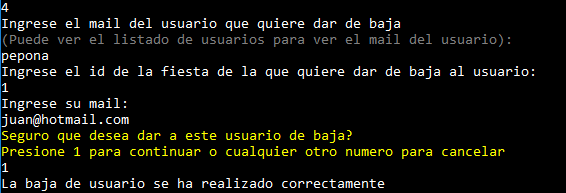 4
Ingrese el mail del usuario que quiere dar de baja
(Puede ver el listado de usuarios para ver el mail del usuario):
pepona
Ingrese el id de la fiesta de la que quiere dar de baja al usuario:
1
Ingrese su mail:
juan@hotmail.com
Seguro que desea dar a este usuario de baja?
Presione 1 para continuar o cualquier otro numero para cancelar
1
La baja de usuario se ha realizado correctamente